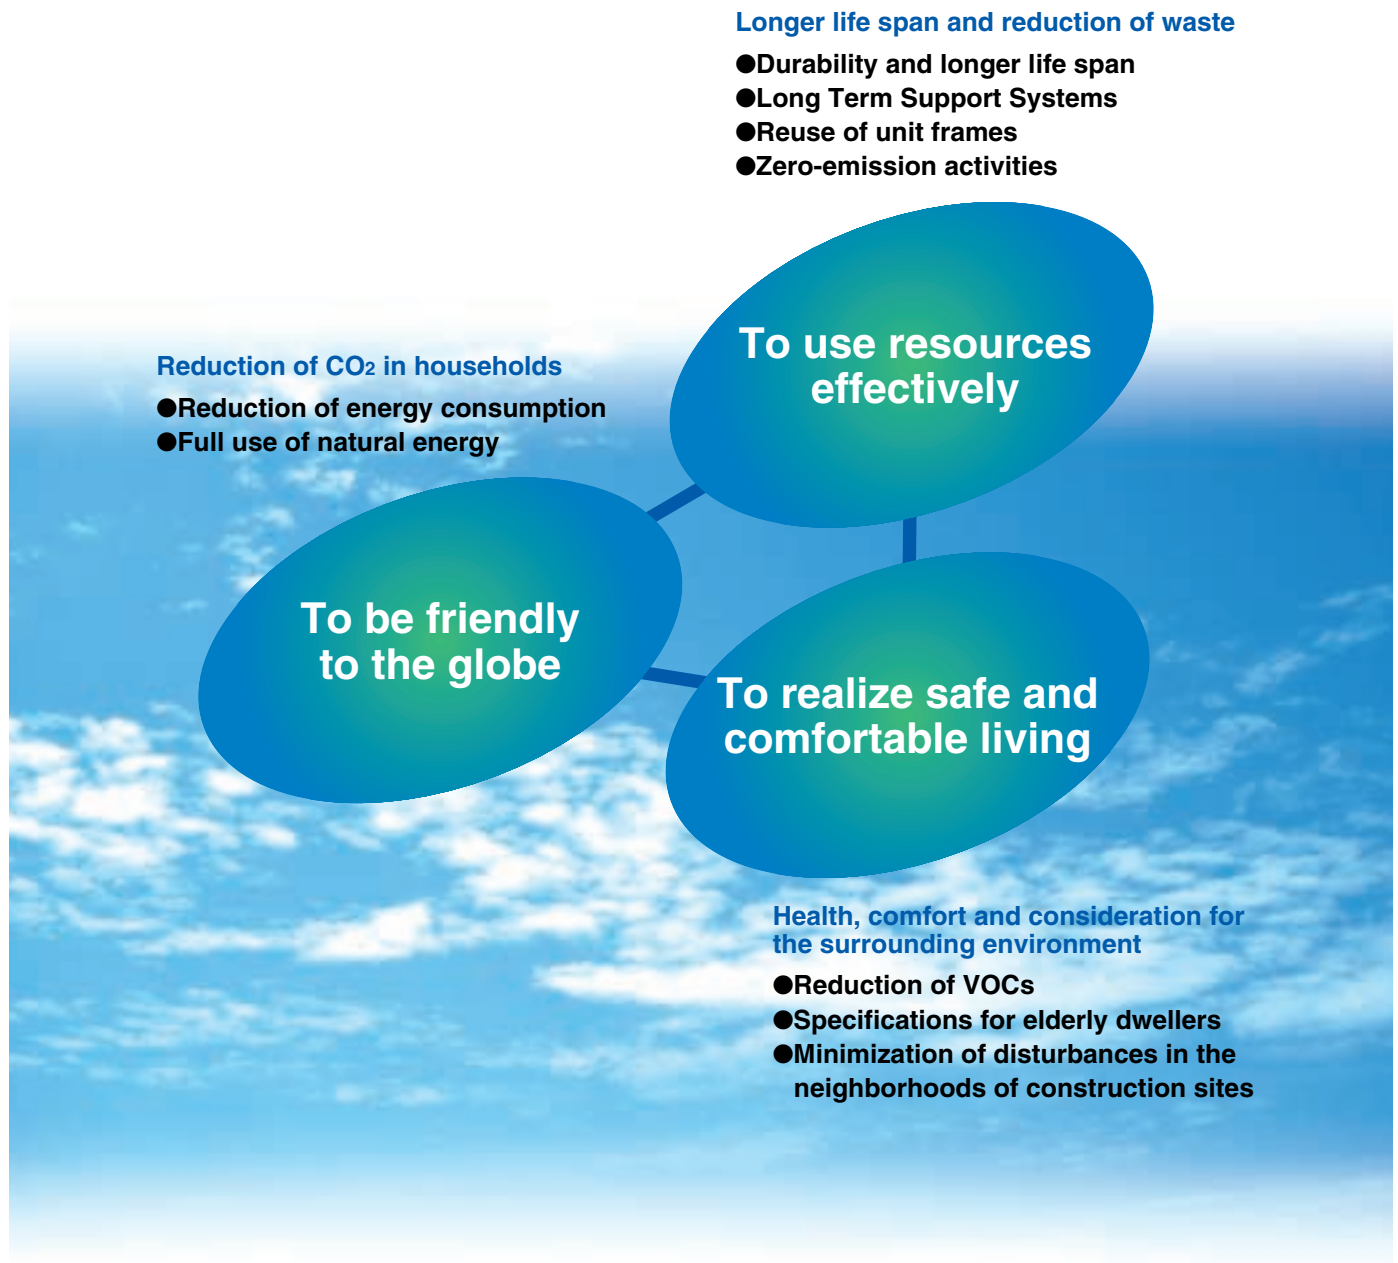 Longer life span and reduction of waste
●Durability and longer life span
●Long Term Support Systems
●Reuse of unit frames
●Zero-emission activities
To use resources
effectively
Reduction of CO2 in households
●Reduction of energy consumption
●Full use of natural energy
To be friendly
to the globe
To realize safe and
comfortable living
Health, comfort and consideration for
the surrounding environment
●Reduction of VOCs
●Specifications for elderly dwellers
●Minimization of disturbances in the
neighborhoods of construction sites